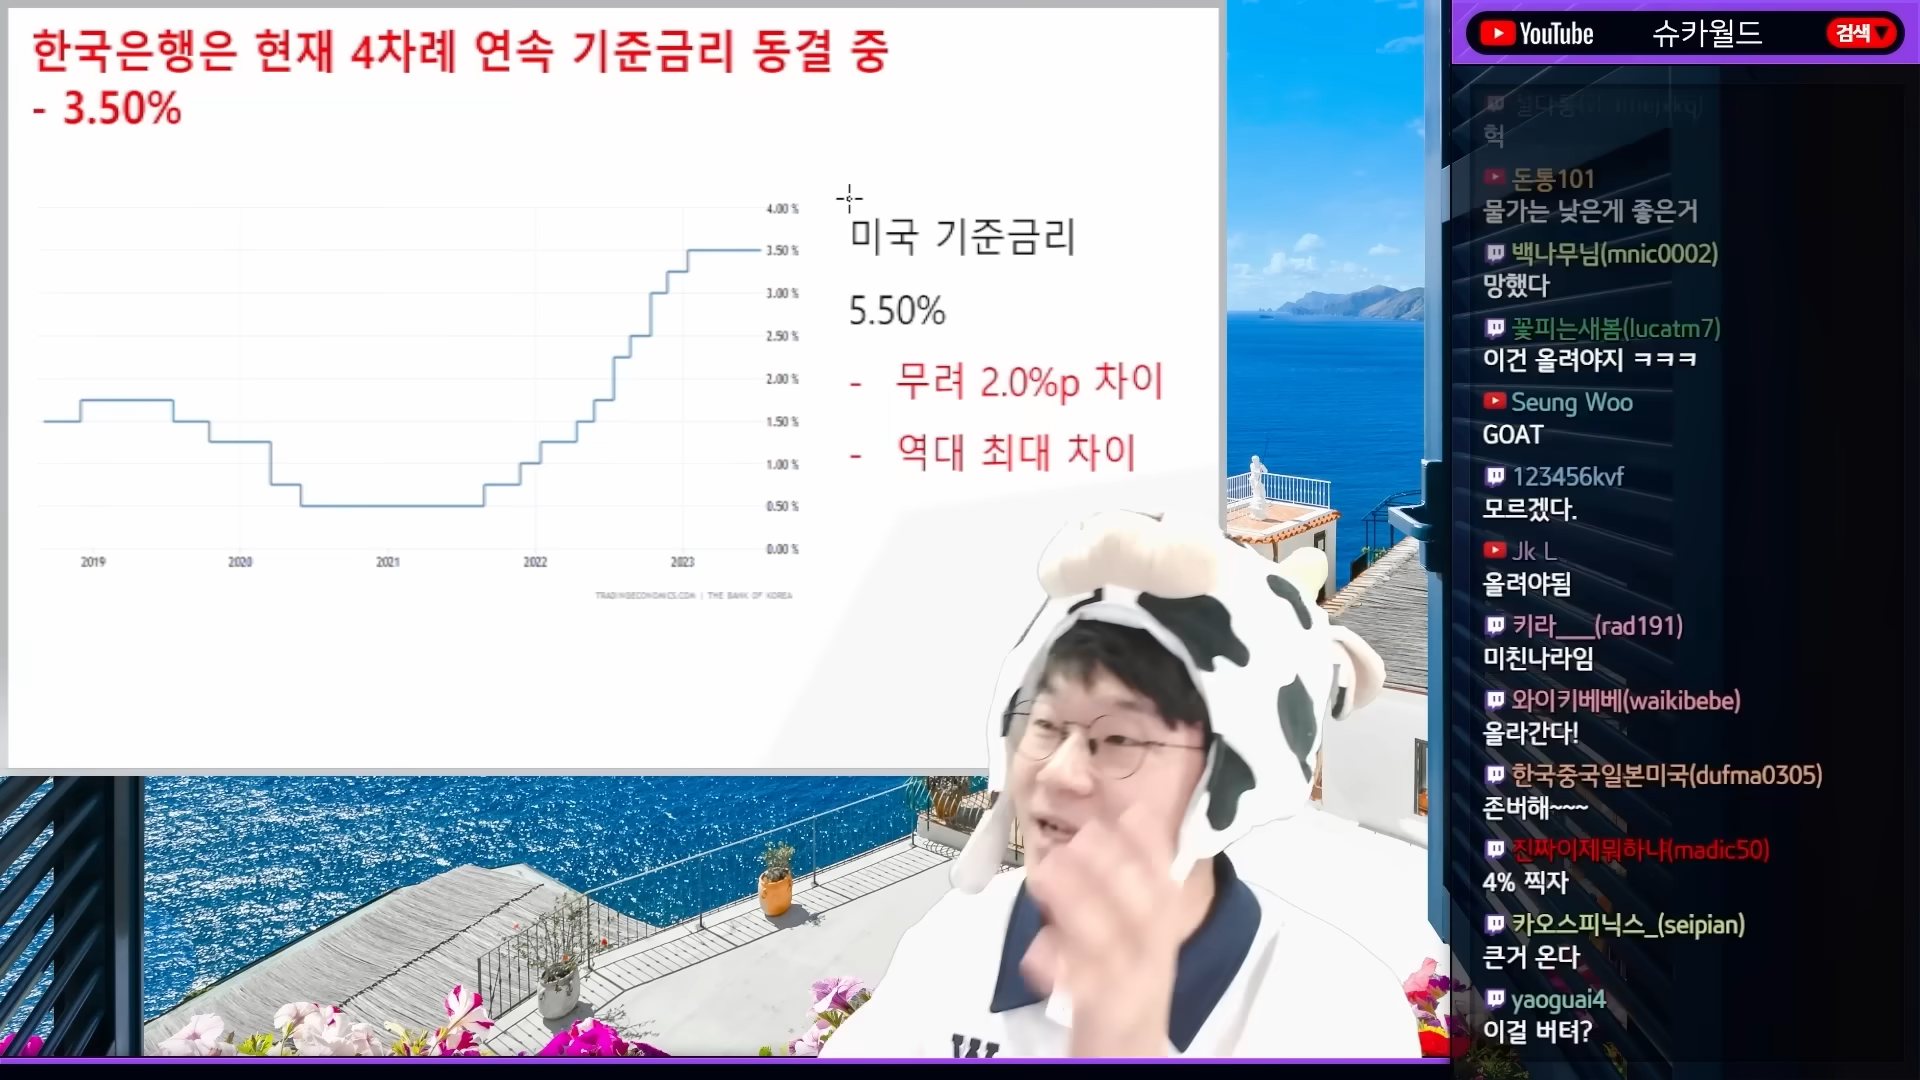 한국은행은 현재 4차례 연속 기준금리 동결 중
- 3.50%
4.00 %
3.50 %
3.00 %
2.50 %
2.00 %
1.50 %
1.00 %
0.50 %
0.00 %
2019
2020
2021
2022
2023
TRADINGECONOMICS.COM | THE BANK OF KOREA
미국 기준금리
5.50%
- 무려 2.0%p 차이
- 역대 최대 차이
W
YouTube 슈카월드 검색
헉
돈통101
물가는 낮은게 좋은거
백나무님(mnic0002)
망했다
꽃피는새봄(lucatm7)
이건 올려야지 ㅋㅋㅋ
Seung Woo
GOAT
123456kvf
모르겠다.
Jk L
올려야됨
키라___(rad191)
미친나라임
와이키베베(waikibebe)
올라간다!
한국중국일본미국(dufma0305)
존버해~~~
진짜이제뭐하냐(madic50)
4% 찍자
카오스피닉스_(seipian)
큰거 온다
yaoguai4
이걸 버텨?